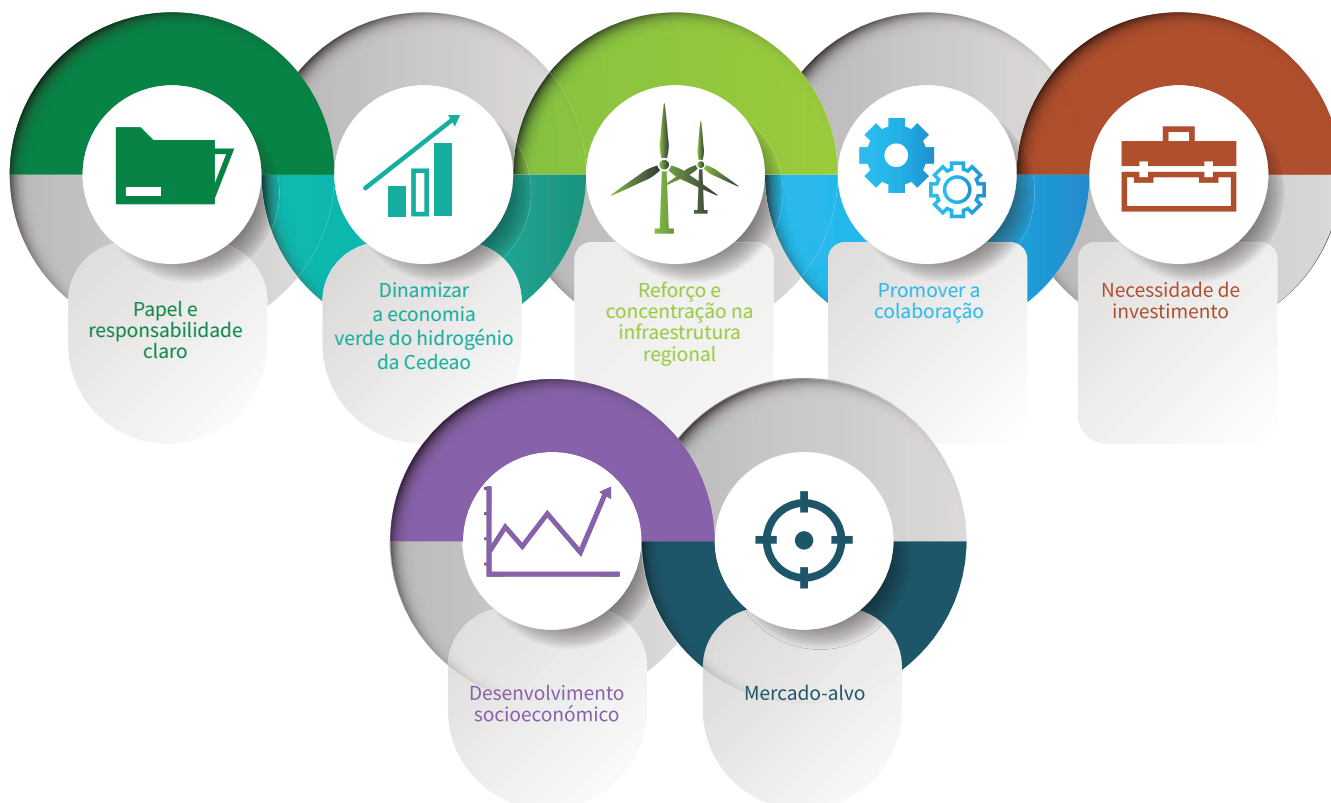 Papel e
responsabilidade
claro
Dinamizar
a economia
verde do hidrogénio
da Cedeao
Reforço e
concentração na
infraestrutura
regional
Promover a
colaboração
Necessidade de
investimento
Desenvolvimento
socioeconómico
Mercado-alvo